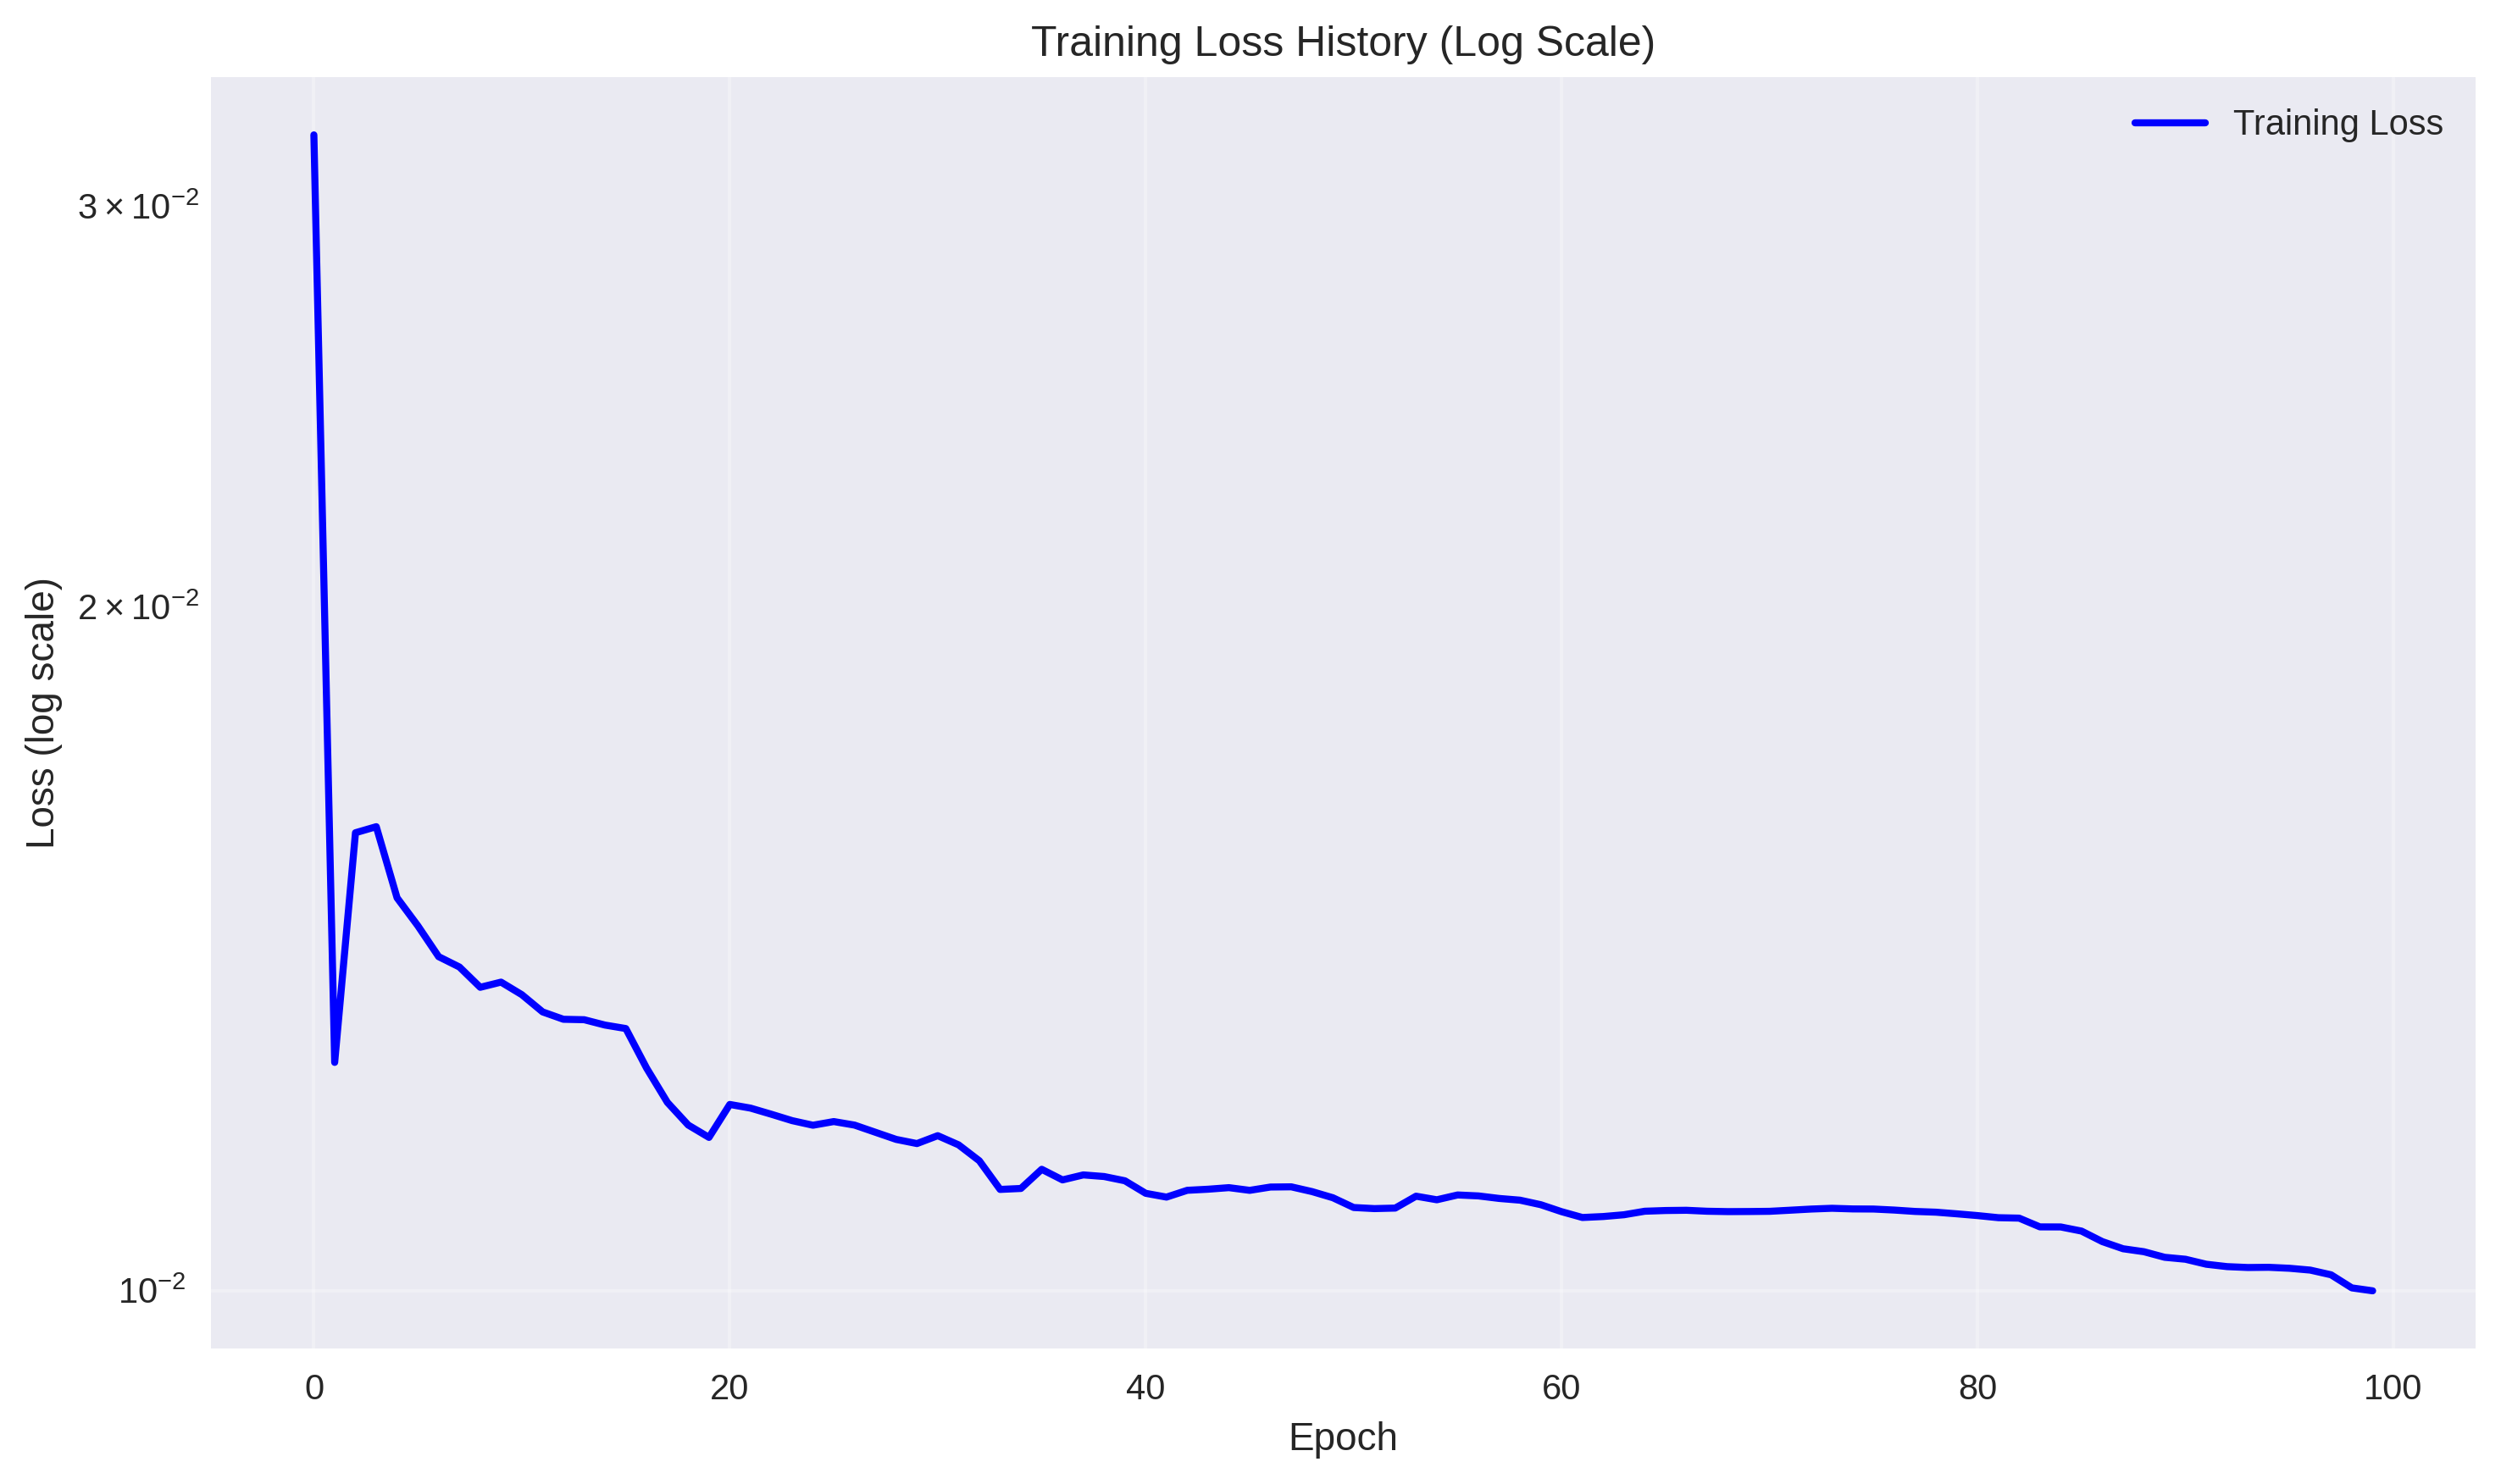 Training Loss History (Log Scale)
Training Loss
3 × 10⁻²
2 × 10⁻²
10⁻²
Loss (log scale)
0 20 40 60 80 100
Epoch